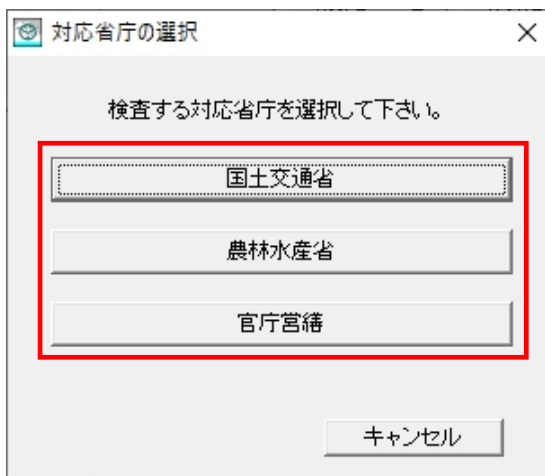 対応省庁の選択
検査する対応省庁を選択して下さい。
国土交通省
農林水産省
官庁営繕
キャンセル